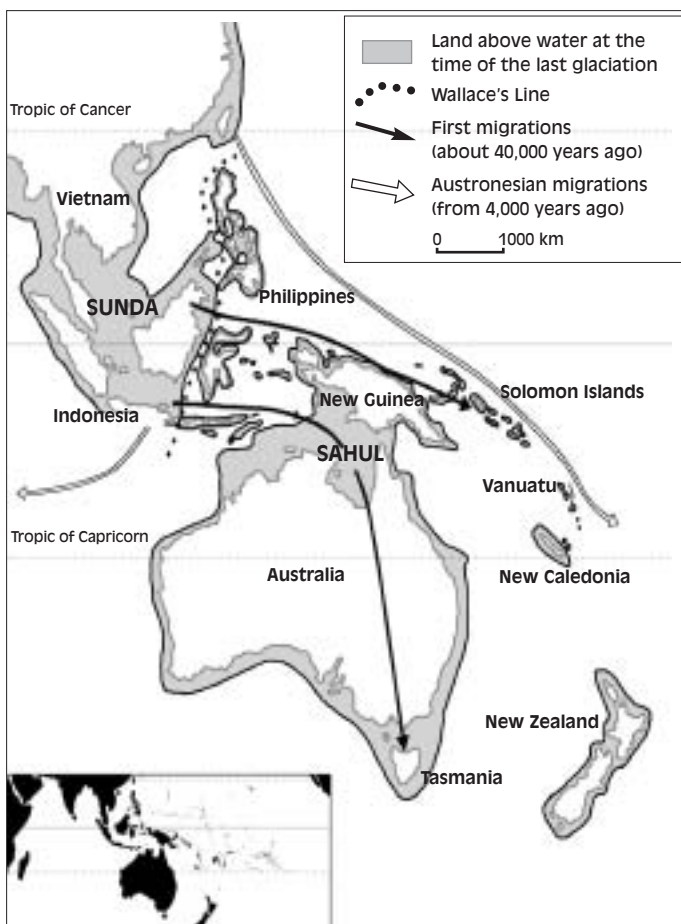 Land above water at the
time of the last glaciation
Wallace's Line
First migrations
(about 40,000 years ago)
Austronesian migrations
(from 4,000 years ago)
0 1000 km
Tropic of Cancer
Vietnam
Philippines
SUNDA
Solomon Islands
New Guinea
Indonesia
SAHUL
Vanuatu
Tropic of Capricorn
Australia
New Caledonia
New Zealand
Tasmania